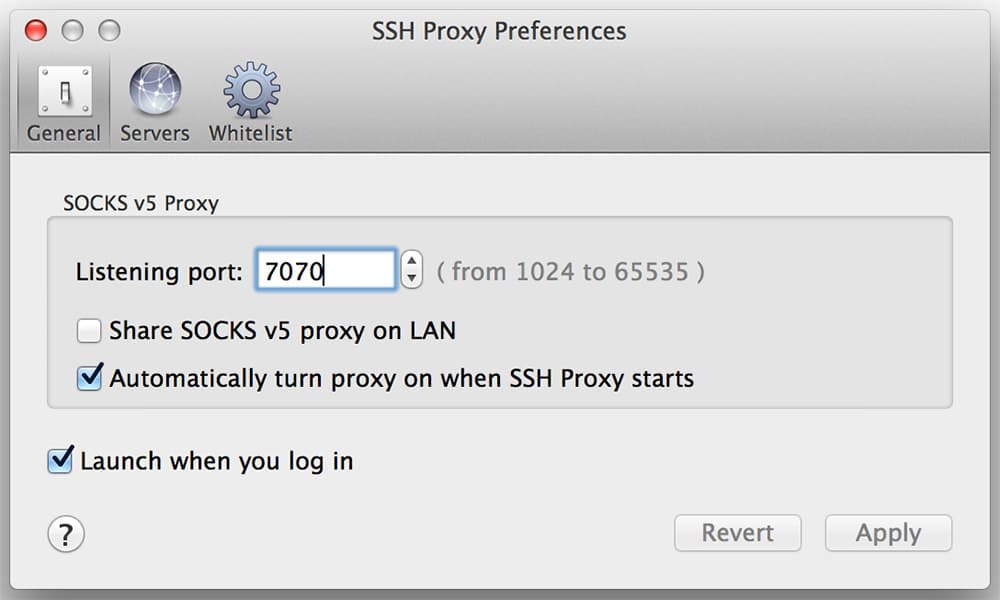 SSH Proxy Preferences
General Servers Whitelist
SOCKS v5 Proxy
Listening port: 7070 ( from 1024 to 65535 )
Share SOCKS v5 proxy on LAN
Automatically turn proxy on when SSH Proxy starts
Launch when you log in
? Revert Apply